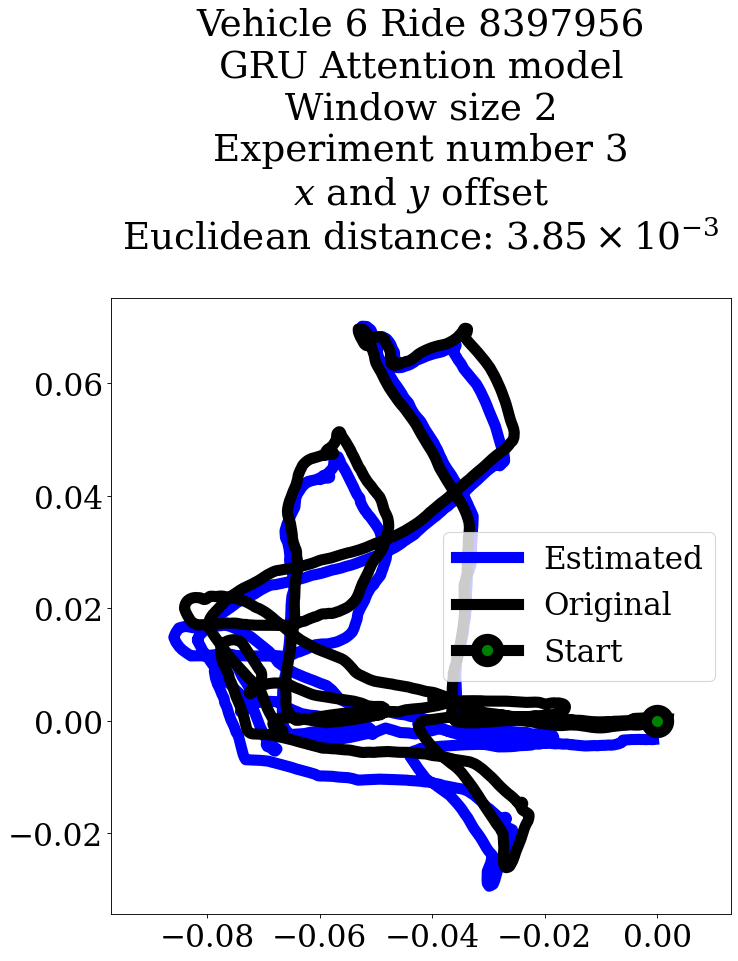 Vehicle 6 Ride 8397956
GRU Attention model
Window size 2
Experiment number 3
x and y offset
Euclidean distance: 3.85 × 10⁻³
0.06
0.04
Estimated
Original
0.02
Start
0.00
−0.02
−0.08 −0.06 −0.04 −0.02 0.00